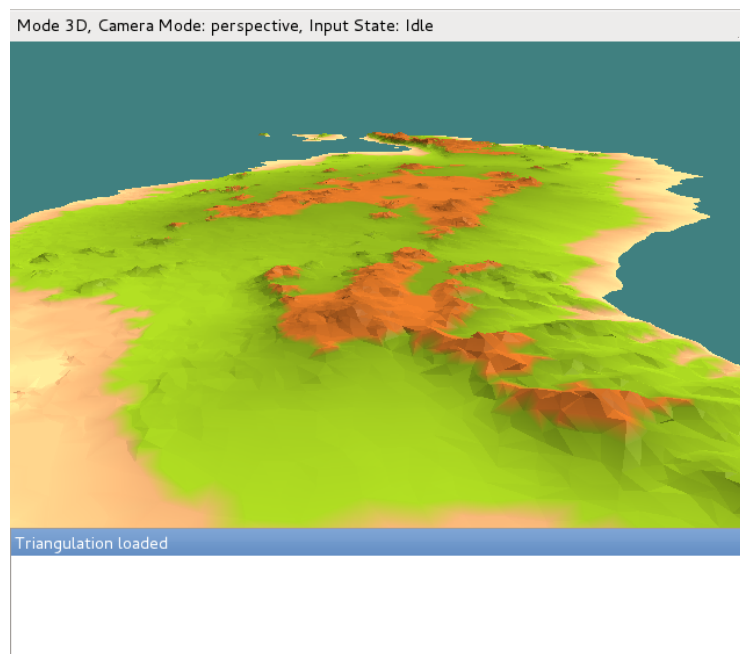 Mode 3D, Camera Mode: perspective, Input State: Idle
Triangulation loaded